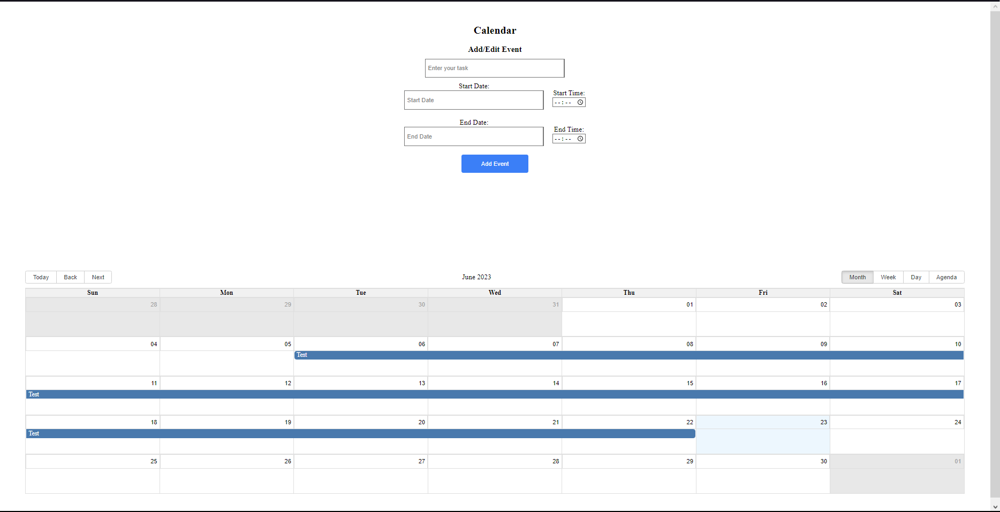 Calendar
Add/Edit Event
Enter your task
Start Date:
Start Time:
Start Date
--:--
End Date:
End Time:
End Date
--:--
Add Event
Today Back Next
June 2023
Month Week Day Agenda
Sun Mon Tue Wed Thu Fri Sat
28 29 30 31 01 02 03
04 05 06 07 08 09 10
Test
11 12 13 14 15 16 17
Test
18 19 20 21 22 23 24
Test
25 26 27 28 29 30 01